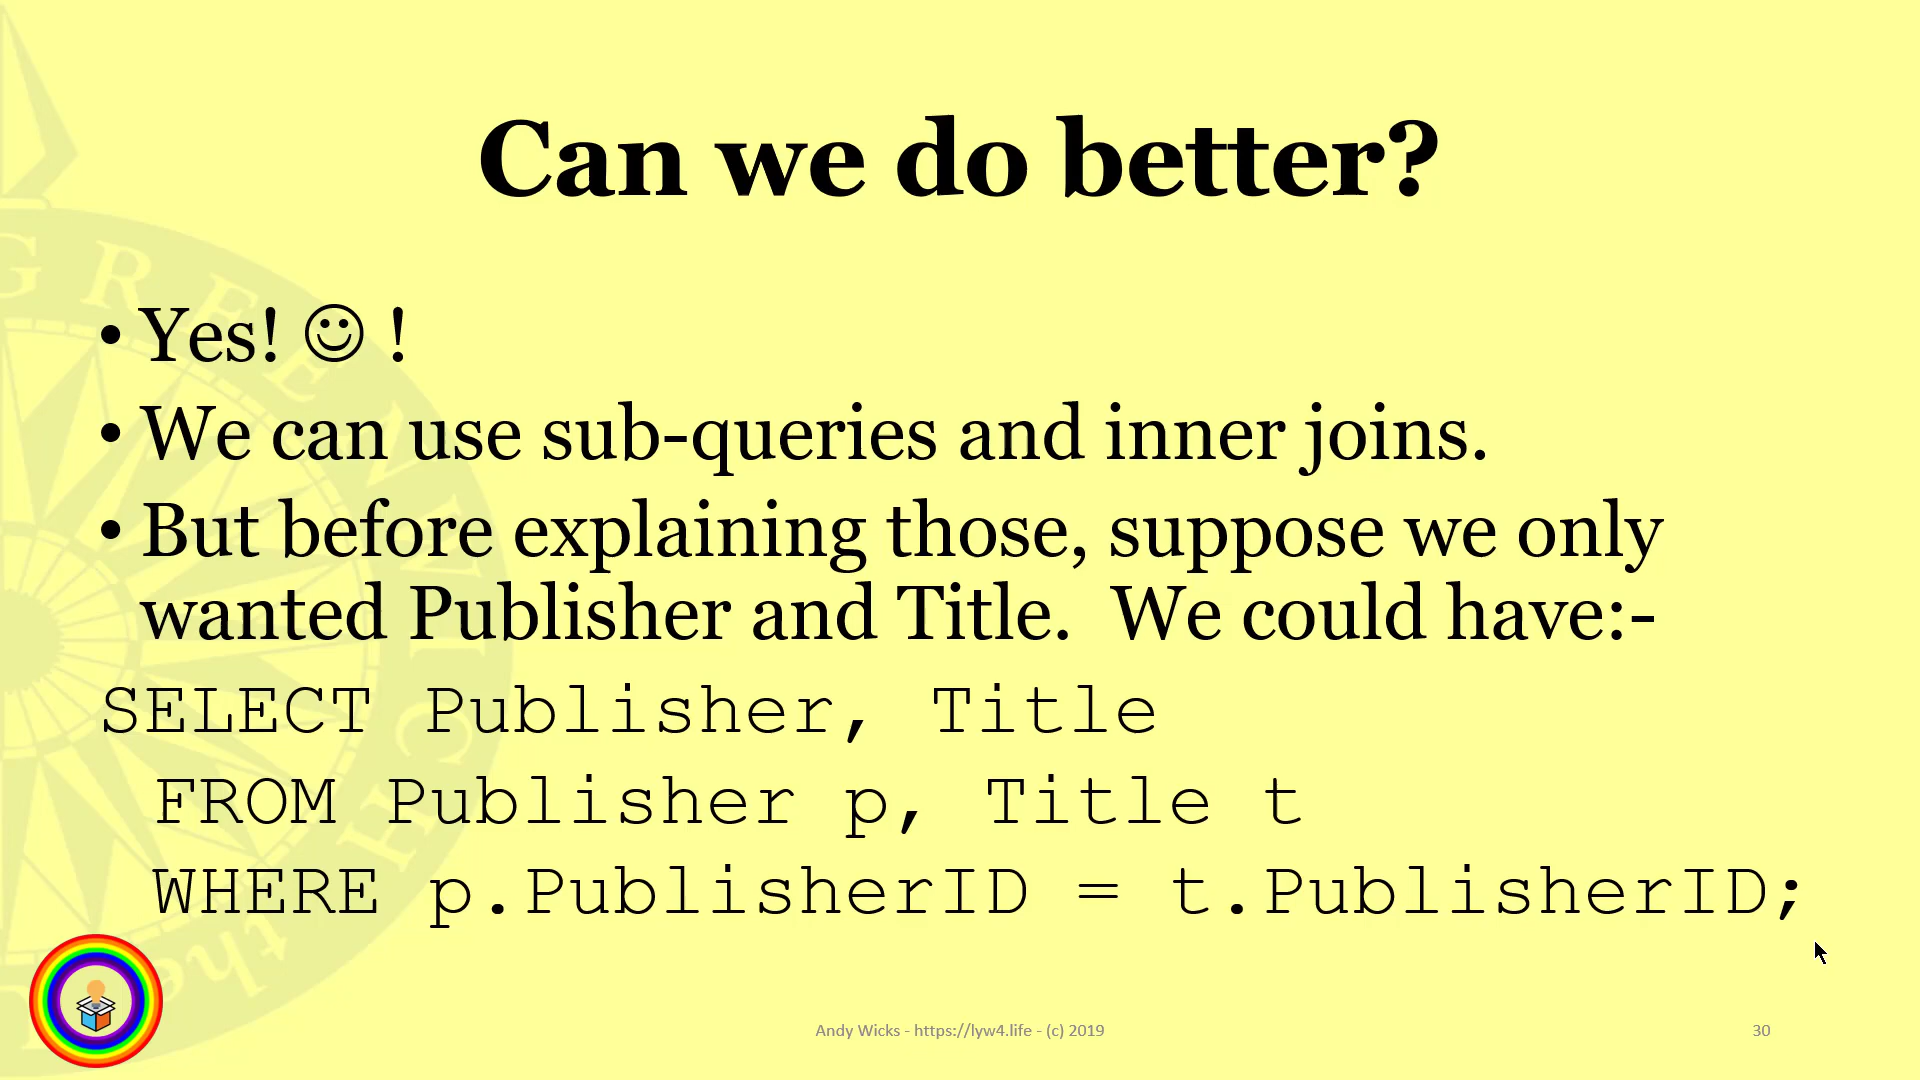 Can we do better?
• Yes! ☺ !
• We can use sub-queries and inner joins.
• But before explaining those, suppose we only
wanted Publisher and Title.  We could have:-
SELECT Publisher, Title
FROM Publisher p, Title t
WHERE p.PublisherID = t.PublisherID;
GREENWICH
the
Andy Wicks - https://lyw4.life - (c) 2019
30